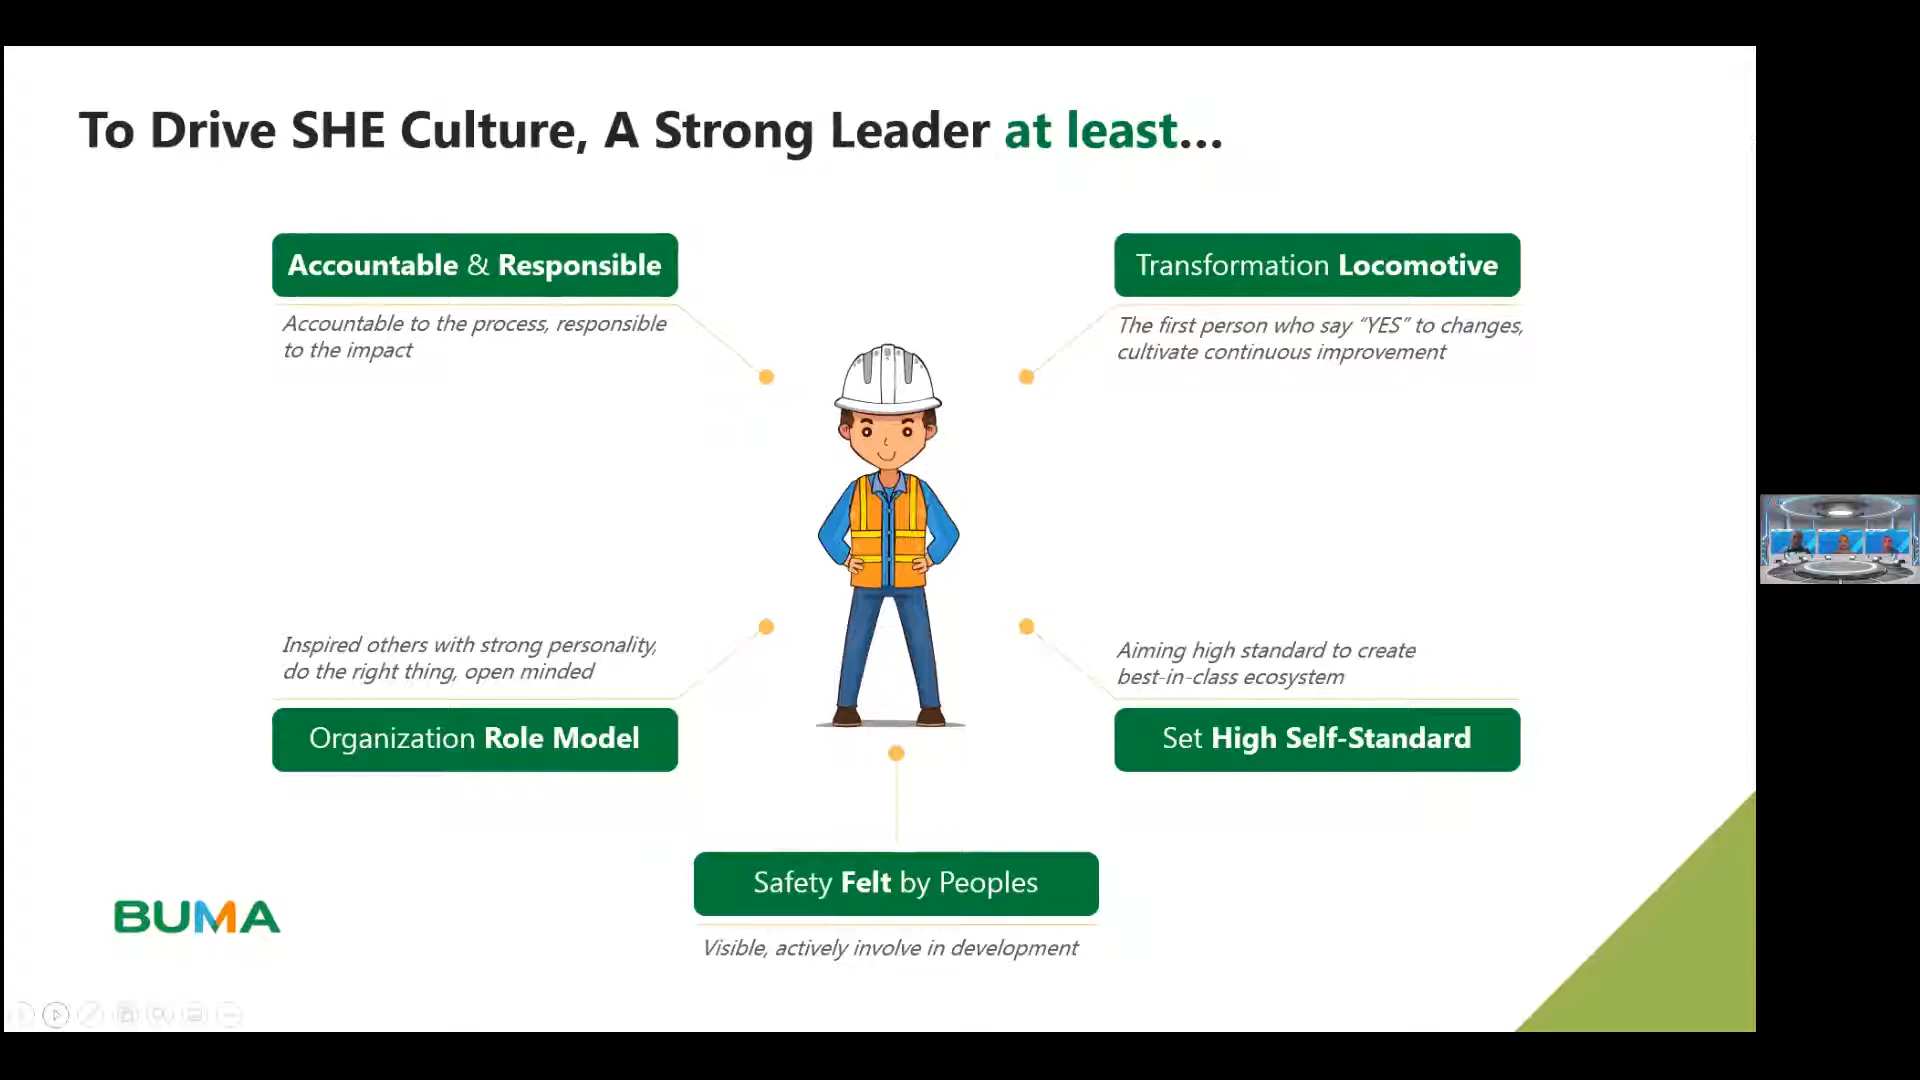 To Drive SHE Culture, A Strong Leader at least...
Accountable & Responsible
Accountable to the process, responsible
to the impact
Transformation Locomotive
The first person who say “YES” to changes,
cultivate continuous improvement
Inspired others with strong personality,
do the right thing, open minded
Organization Role Model
Aiming high standard to create
best-in-class ecosystem
Set High Self-Standard
Safety Felt by Peoples
Visible, actively involve in development
BUMA